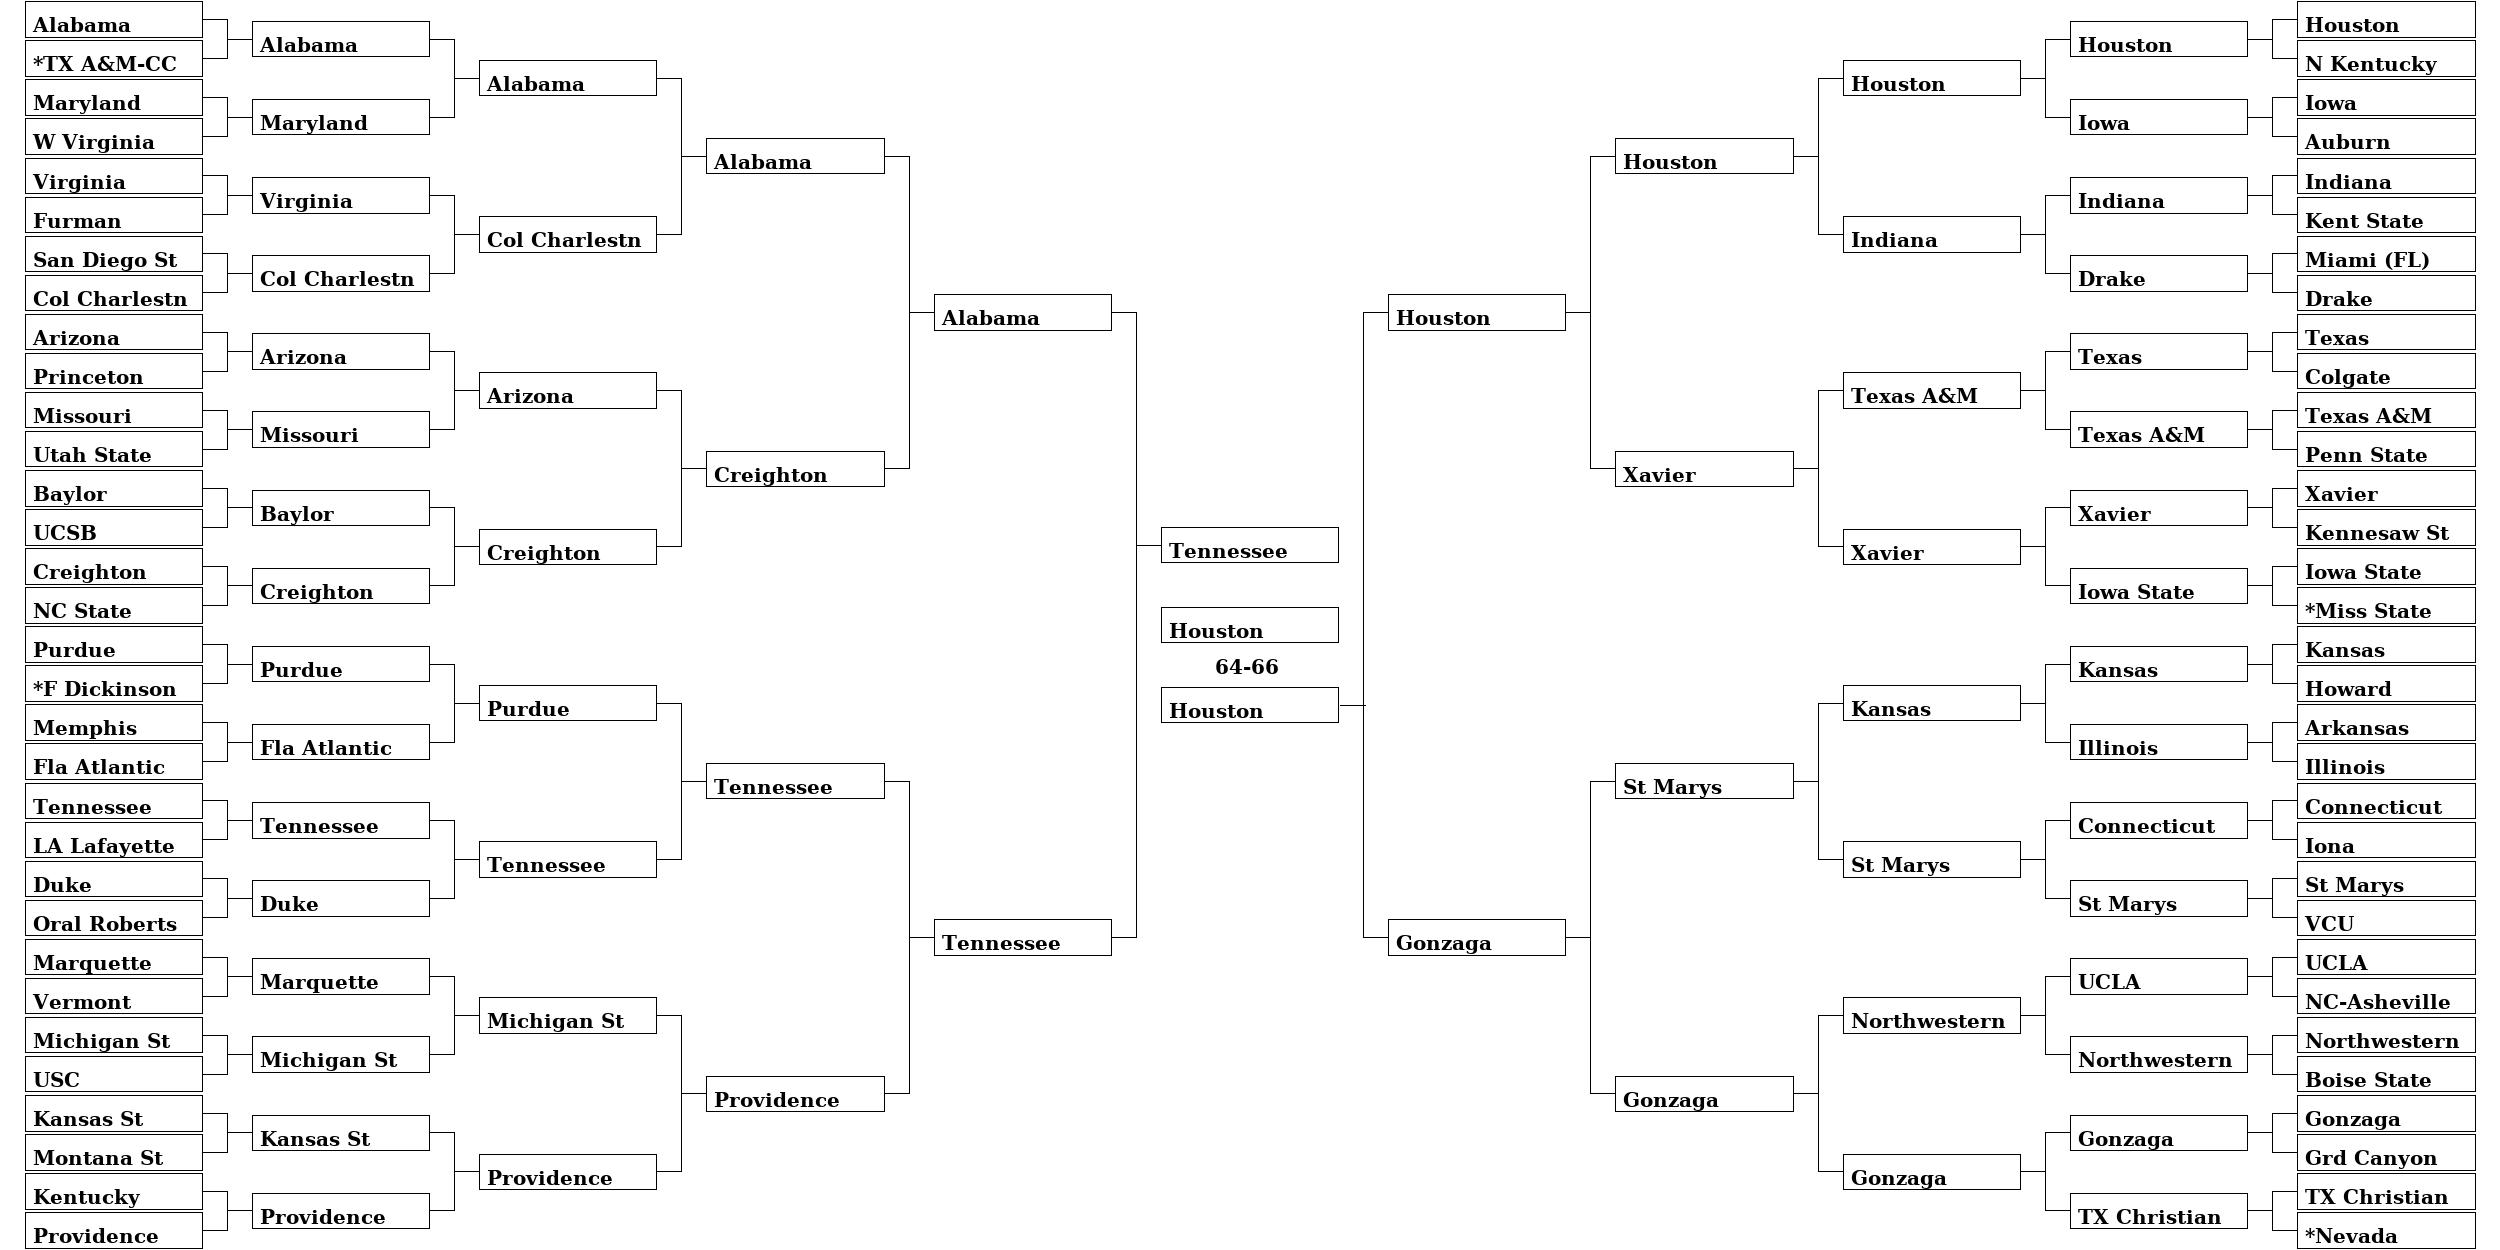 Alabama
*TX A&M-CC
Maryland
W Virginia
Virginia
Furman
San Diego St
Col Charlestn
Arizona
Princeton
Missouri
Utah State
Baylor
UCSB
Creighton
NC State
Purdue
*F Dickinson
Memphis
Fla Atlantic
Tennessee
LA Lafayette
Duke
Oral Roberts
Marquette
Vermont
Michigan St
USC
Kansas St
Montana St
Kentucky
Providence
Alabama
Maryland
Virginia
Col Charlestn
Arizona
Missouri
Baylor
Creighton
Purdue
Fla Atlantic
Tennessee
Duke
Marquette
Michigan St
Kansas St
Providence
Alabama
Col Charlestn
Arizona
Creighton
Purdue
Tennessee
Michigan St
Providence
Alabama
Creighton
Tennessee
Providence
Alabama
Tennessee
Tennessee
Houston
64-66
Houston
Houston
Gonzaga
Houston
Xavier
St Marys
Gonzaga
Houston
Indiana
Texas A&M
Xavier
Kansas
St Marys
Northwestern
Gonzaga
Houston
Iowa
Indiana
Drake
Texas
Texas A&M
Xavier
Iowa State
Kansas
Illinois
Connecticut
St Marys
UCLA
Northwestern
Gonzaga
TX Christian
Houston
N Kentucky
Iowa
Auburn
Indiana
Kent State
Miami (FL)
Drake
Texas
Colgate
Texas A&M
Penn State
Xavier
Kennesaw St
Iowa State
*Miss State
Kansas
Howard
Arkansas
Illinois
Connecticut
Iona
St Marys
VCU
UCLA
NC-Asheville
Northwestern
Boise State
Gonzaga
Grd Canyon
TX Christian
*Nevada